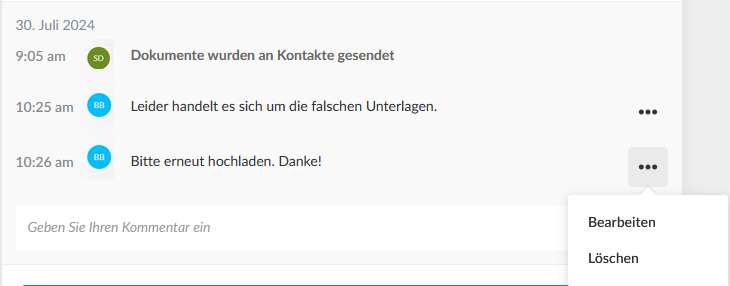 30. Juli 2024
9:05 am SD Dokumente wurden an Kontakte gesendet
10:25 am BB Leider handelt es sich um die falschen Unterlagen.
10:26 am BB Bitte erneut hochladen. Danke!
Geben Sie Ihren Kommentar ein
Bearbeiten
Löschen